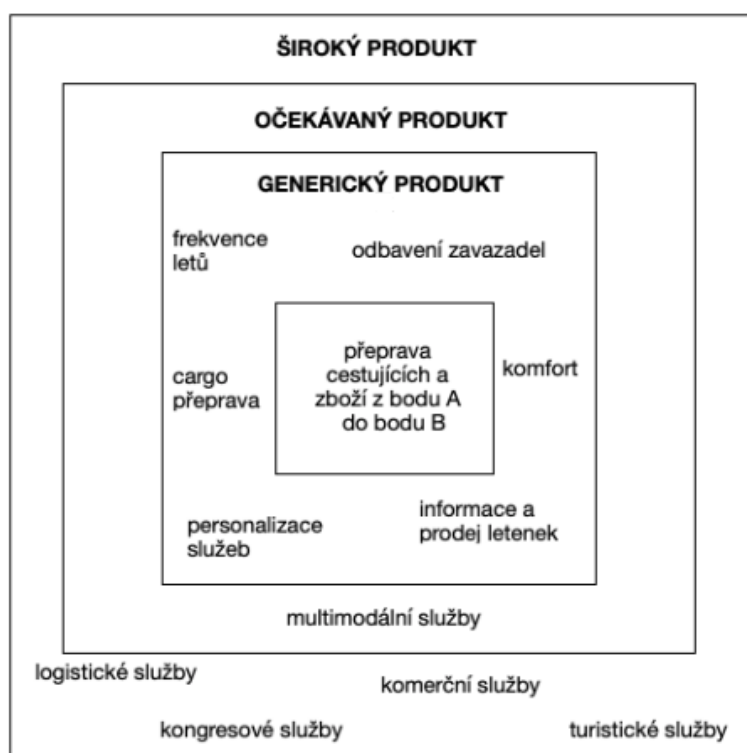 ŠIROKÝ PRODUKT
OČEKÁVANÝ PRODUKT
GENERICKÝ PRODUKT
frekvence
letů
odbavení zavazadel
přeprava
cestujících a
zboží z bodu A
do bodu B
cargo
přeprava
komfort
personalizace
služeb
informace a
prodej letenek
multimodální služby
logistické služby
komerční služby
kongresové služby
turistické služby